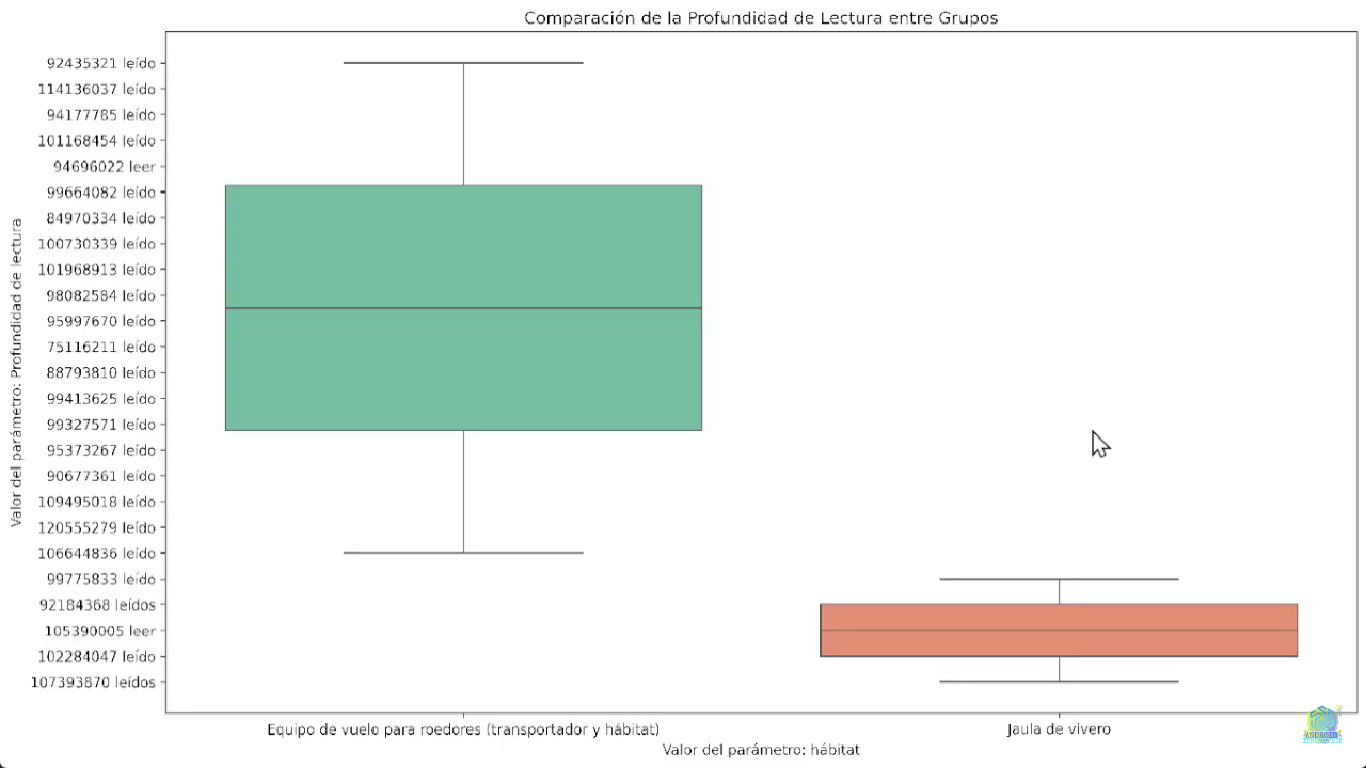 Comparación de la Profundidad de Lectura entre Grupos
Valor del parámetro: Profundidad de lectura
92435321 leído
114136037 leído
94177785 leído
101168454 leído
94696022 leer
99664082 leído
84970334 leído
100730339 leído
101968913 leído
98082584 leído
95997670 leído
75116211 leído
88793810 leído
99413625 leído
99327571 leído
95373267 leído
90677361 leído
109495018 leído
120555279 leído
106644836 leído
99775833 leído
92184368 leídos
105390005 leer
102284047 leído
107393870 leídos
Equipo de vuelo para roedores (transportador y hábitat)
Jaula de vivero
Valor del parámetro: hábitat
ANDROID